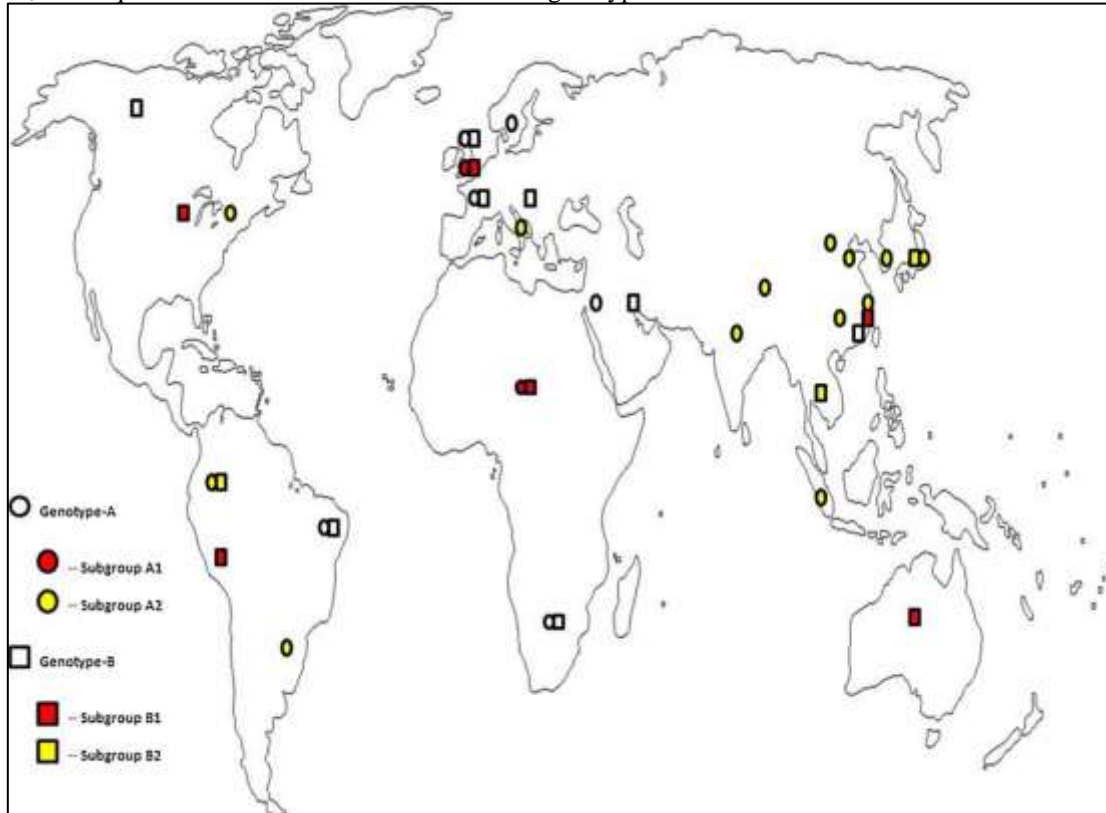 Genotype-A
-- Subgroup A1
-- Subgroup A2
Genotype-B
-- Subgroup B1
-- Subgroup B2